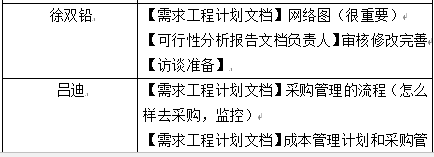 徐双铅
【需求工程计划文档】网络图（很重要）
【可行性分析报告文档负责人】审核修改完善
【访谈准备】
吕迪
【需求工程计划文档】采购管理的流程（怎么
样去采购，监控）
【需求工程计划文档】成本管理计划和采购管